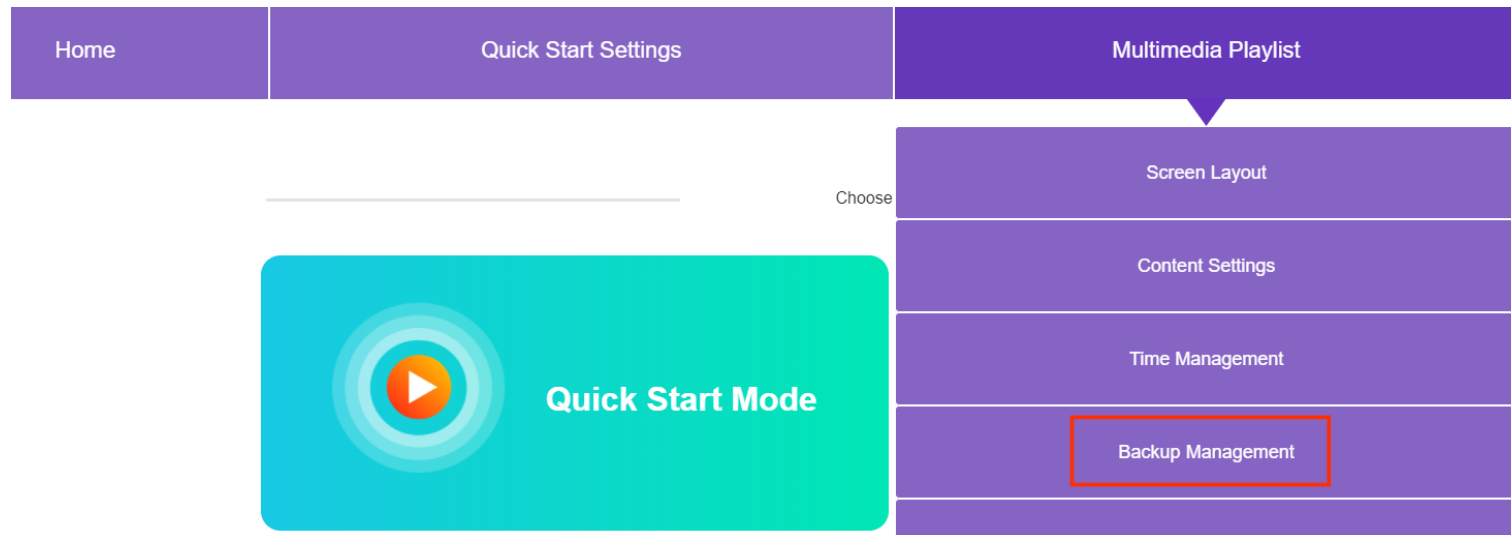 Home
Quick Start Settings
Multimedia Playlist
Screen Layout
Choose
Content Settings
Time Management
Quick Start Mode
Backup Management